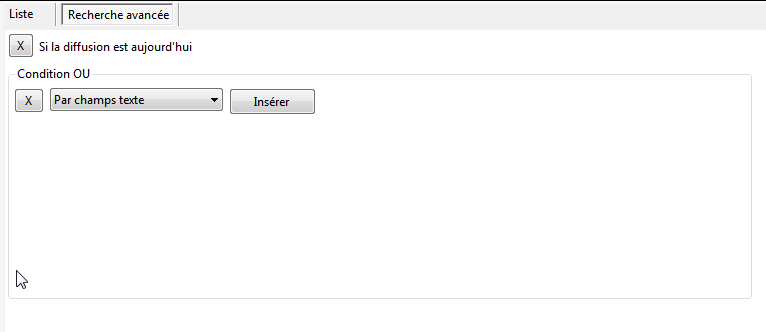 Liste Recherche avancée
X Si la diffusion est aujourd'hui
Condition OU
X Par champs texte Insérer